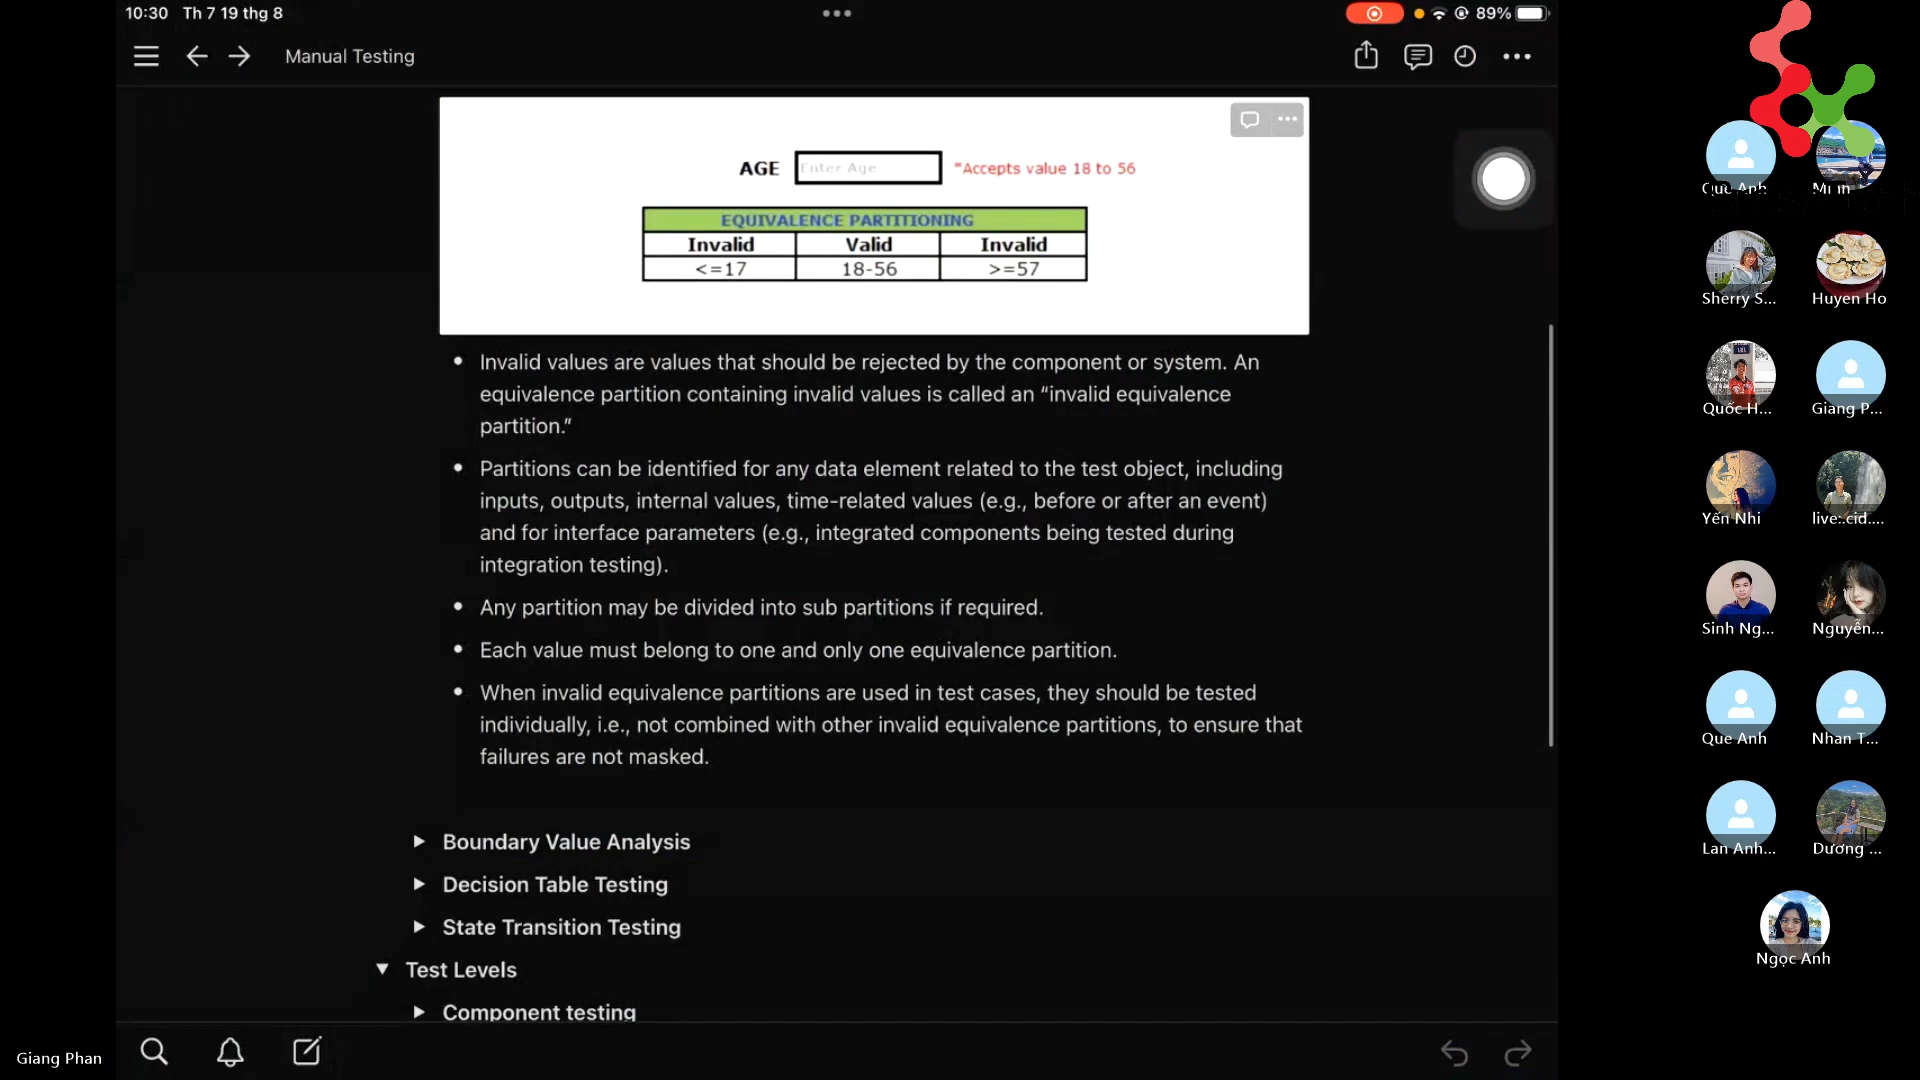 10:30 Th 7 19 thg 8
89%
Manual Testing
AGE Enter Age "Accepts value 18 to 56
EQUIVALENCE PARTITIONING
Invalid Valid Invalid
<=17 18-56 >=57
• Invalid values are values that should be rejected by the component or system. An
equivalence partition containing invalid values is called an “invalid equivalence
partition.”
• Partitions can be identified for any data element related to the test object, including
inputs, outputs, internal values, time-related values (e.g., before or after an event)
and for interface parameters (e.g., integrated components being tested during
integration testing).
• Any partition may be divided into sub partitions if required.
• Each value must belong to one and only one equivalence partition.
• When invalid equivalence partitions are used in test cases, they should be tested
individually, i.e., not combined with other invalid equivalence partitions, to ensure that
failures are not masked.
Boundary Value Analysis
Decision Table Testing
State Transition Testing
Test Levels
Component testing
Giang Phan
Sherry S...
Huyen Ho
Quốc H...
Giang P...
Yến Nhi
live:.cid....
Sinh Ng...
Nguyễn...
Que Anh
Nhan T...
Lan Anh...
Dương ...
Ngọc Anh